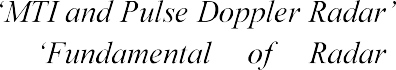 ‘MTI and Pulse Doppler Radar’
‘Fundamental of Radar